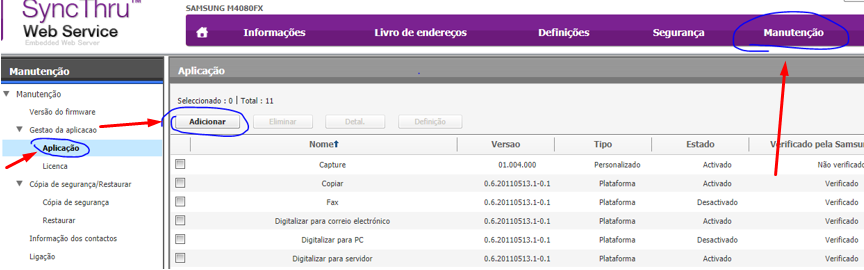 SyncThru™
Web Service
Embedded Web Server
SAMSUNG M4080FX
Informações Livro de endereços Definições Segurança Manutenção
Manutenção
Manutenção
Versão do firmware
Gestao da aplicacao
Aplicação
Licenca
Cópia de segurança/Restaurar
Cópia de segurança
Restaurar
Informação dos contactos
Ligação
Aplicação
Seleccionado : 0 | Total : 11
Adicionar Eliminar Detal. Definição
Nome↑ Versao Tipo Estado Verificado pela Samsu
Capture 01.004.000 Personalizado Activado Não verificado
Copiar 0.6.20110513.1-0.1 Plataforma Activado Verificado
Fax 0.6.20110513.1-0.1 Plataforma Desactivado Verificado
Digitalizar para correio electrónico 0.6.20110513.1-0.1 Plataforma Activado Verificado
Digitalizar para PC 0.6.20110513.1-0.1 Plataforma Desactivado Verificado
Digitalizar para servidor 0.6.20110513.1-0.1 Plataforma Activado Verificado